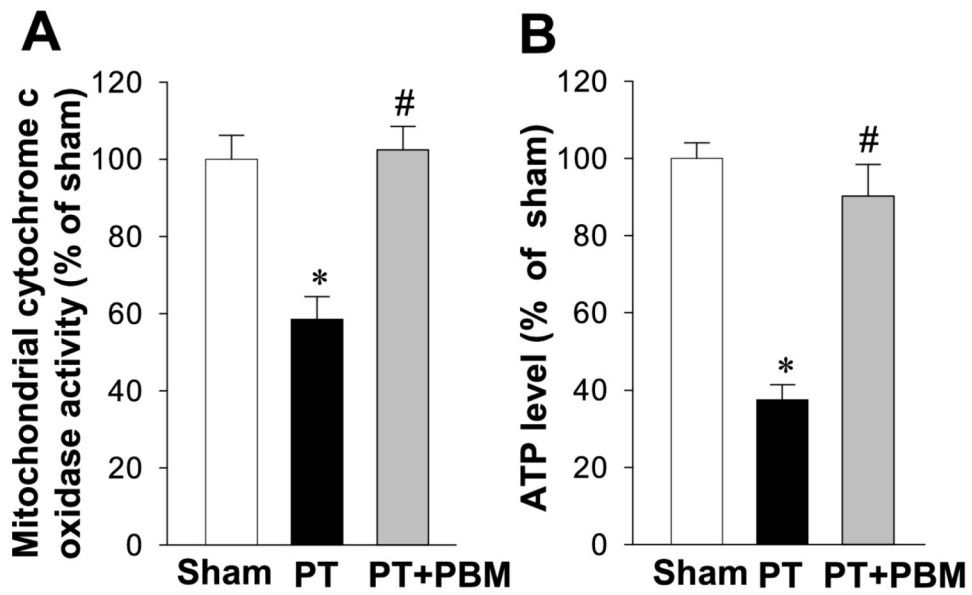 A
Mitochondrial cytochrome c
oxidase activity (% of sham)
120
100
80
60
40
20
0
#
*
Sham PT PT+PBM
B
ATP level (% of sham)
120
100
80
60
40
20
0
#
*
Sham PT PT+PBM